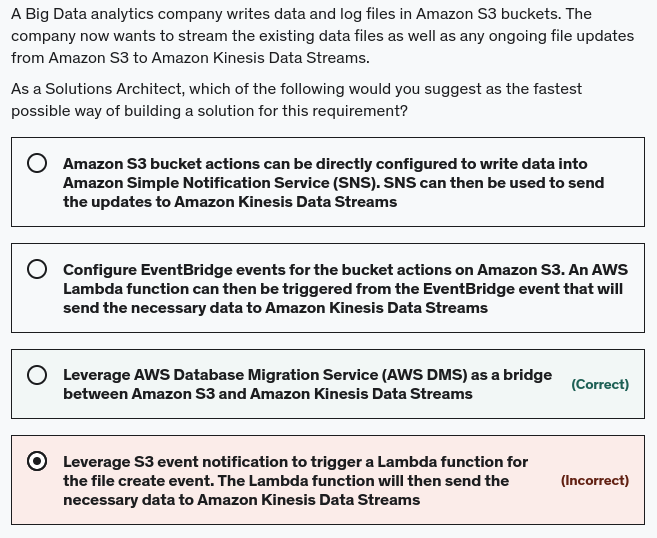 A Big Data analytics company writes data and log files in Amazon S3 buckets. The
company now wants to stream the existing data files as well as any ongoing file updates
from Amazon S3 to Amazon Kinesis Data Streams.
As a Solutions Architect, which of the following would you suggest as the fastest
possible way of building a solution for this requirement?
Amazon S3 bucket actions can be directly configured to write data into
Amazon Simple Notification Service (SNS). SNS can then be used to send
the updates to Amazon Kinesis Data Streams
Configure EventBridge events for the bucket actions on Amazon S3. An AWS
Lambda function can then be triggered from the EventBridge event that will
send the necessary data to Amazon Kinesis Data Streams
Leverage AWS Database Migration Service (AWS DMS) as a bridge
between Amazon S3 and Amazon Kinesis Data Streams
(Correct)
Leverage S3 event notification to trigger a Lambda function for
the file create event. The Lambda function will then send the
necessary data to Amazon Kinesis Data Streams
(Incorrect)